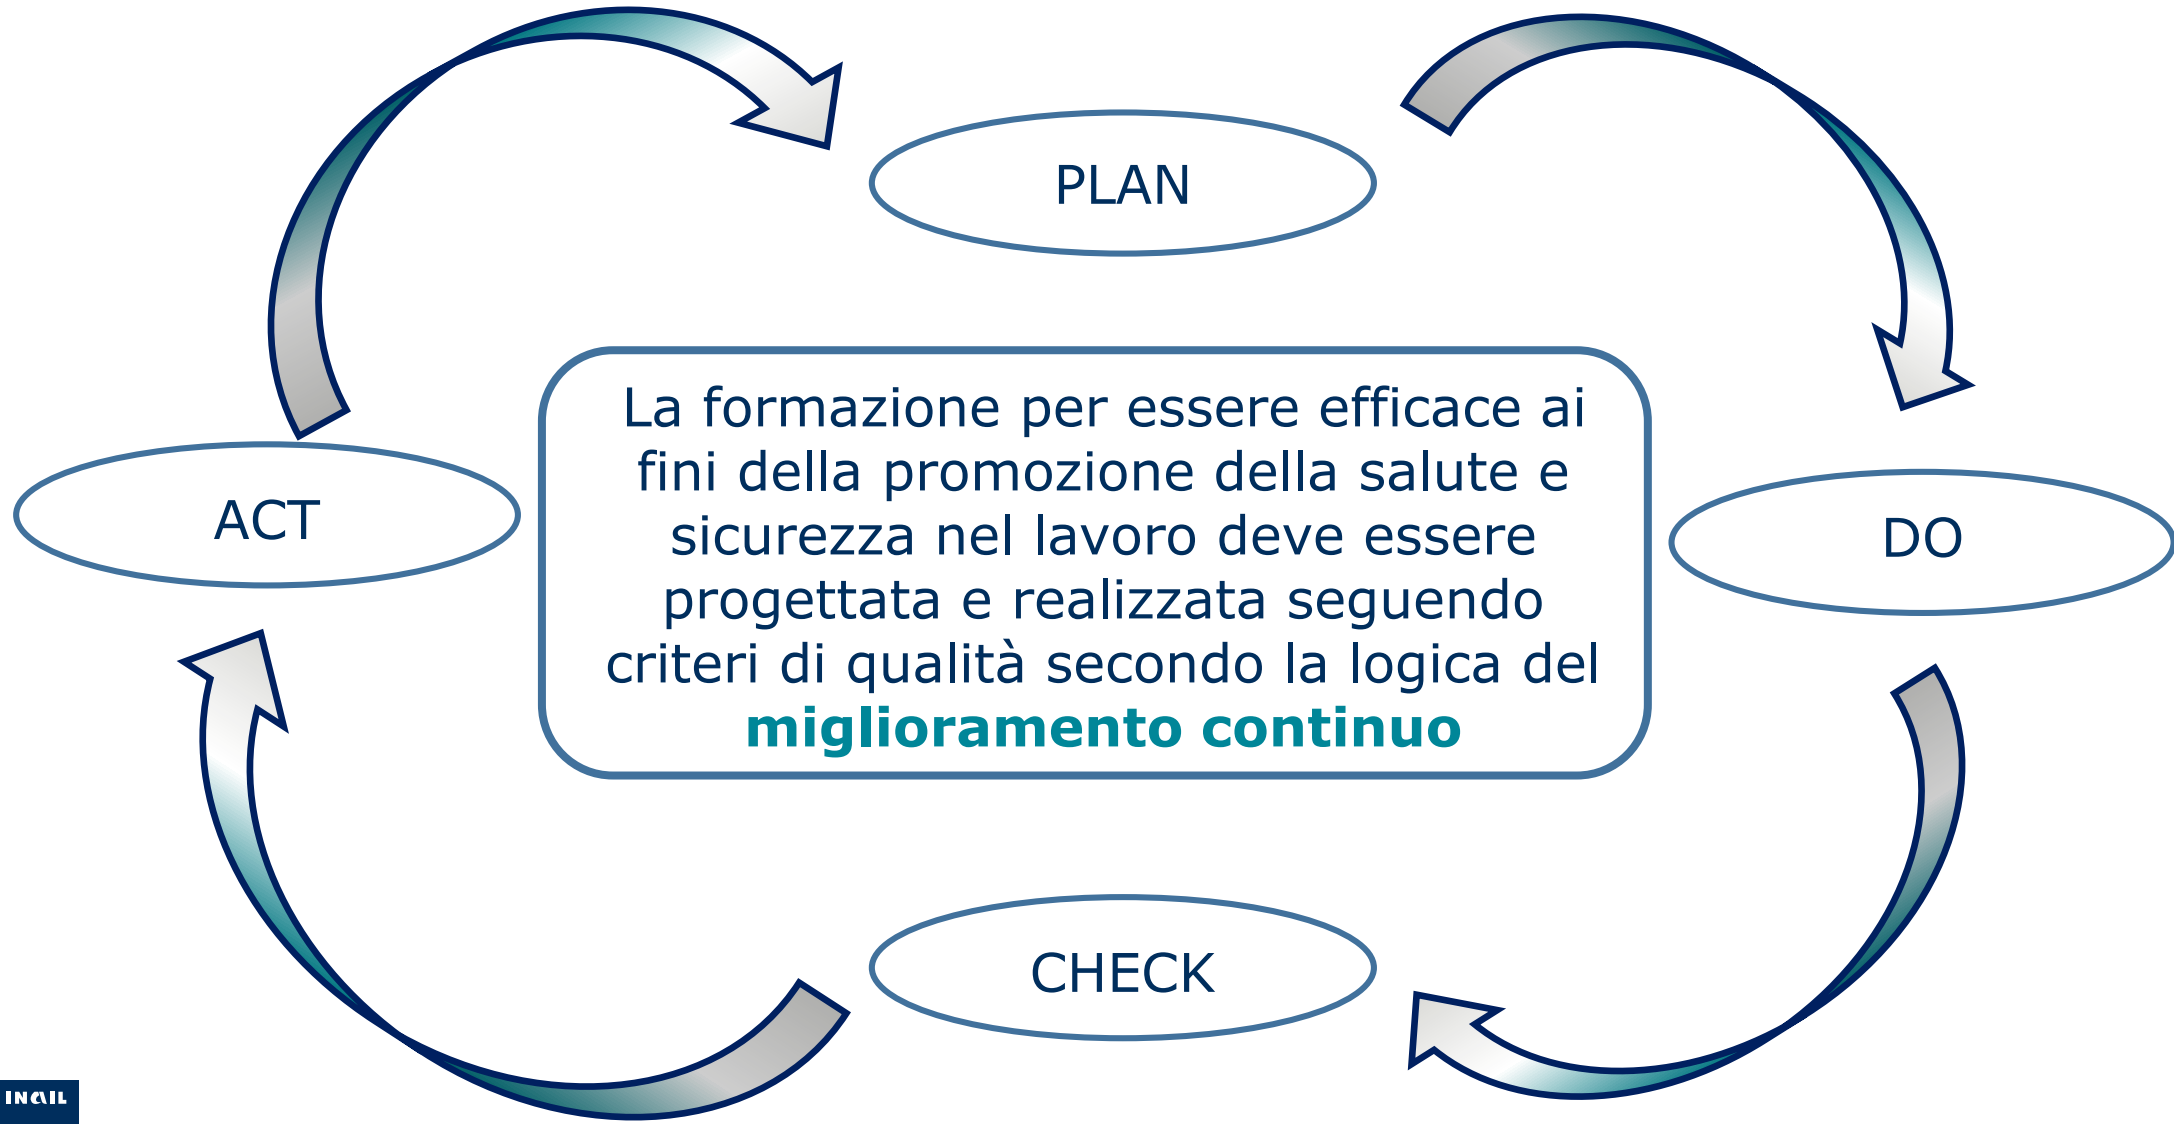 PLAN
La formazione per essere efficace ai
fini della promozione della salute e
sicurezza nel lavoro deve essere
progettata e realizzata seguendo
criteri di qualità secondo la logica del
miglioramento continuo
ACT
DO
CHECK
INAIL